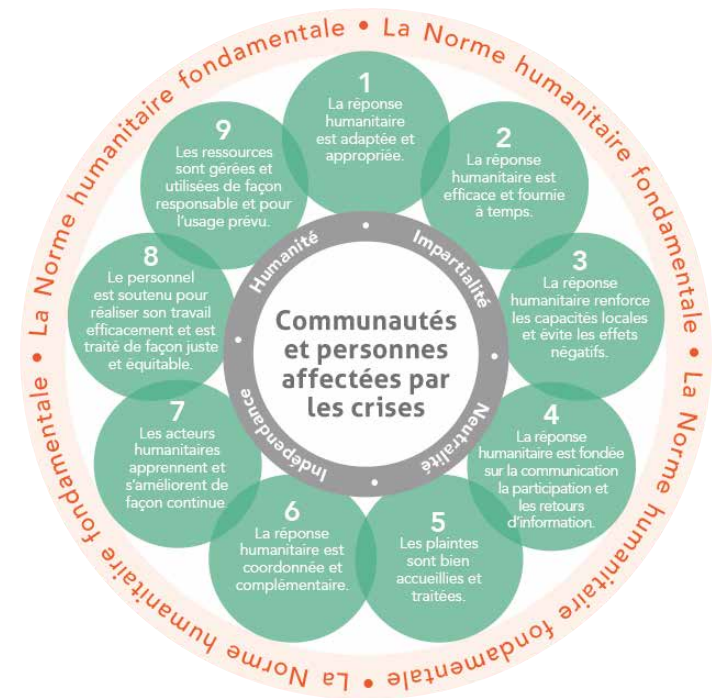 La Norme humanitaire fondamentale • La Norme humanitaire fondamentale • La Norme humanitaire fondamentale • La Norme humanitaire fondamentale •
1
La réponse
humanitaire
est adaptée et
appropriée.
2
La réponse
humanitaire est
efficace et fournie
à temps.
3
La réponse
humanitaire renforce
les capacités locales
et évite les effets
négatifs.
4
La réponse
humanitaire est fondée
sur la communication
la participation et
les retours
d'information.
5
Les plaintes
sont bien
accueillies et
traitées.
6
La réponse
humanitaire est
coordonnée et
complémentaire.
7
Les acteurs
humanitaires
apprennent et
s'améliorent de
façon continue.
8
Le personnel
est soutenu pour
réaliser son travail
efficacement et est
traité de façon juste
et équitable.
9
Les ressources
sont gérées et
utilisées de façon
responsable et pour
l'usage prévu.
Humanité
•
Impartialité
•
Neutralité
•
Indépendance
•
Communautés
et personnes
affectées par
les crises